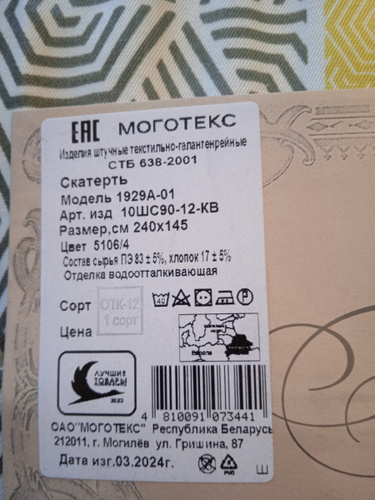 ЕАС МОГОТЕКС
Изделия штучные текстильно-галантерейные
СТБ 638-2001
Скатерть
Модель 1929А-01
Арт. изд 10ШС90-12-КВ
Размер,см 240х145
Цвет 5106/4
Состав сырья ПЭ 83 ± 5%, хлопок 17 ± 5%
Отделка водоотталкивающая
Сорт ОТК-12
1 сорт
Цена
Европа
ЛУЧШИЕ
ТОВАРЫ
4 810091 073441
ОАО"МОГОТЕКС" Республика Беларусь
212011, г. Могилёв ул. Гришина, 87
Дата изг.03.2024г.
Ш